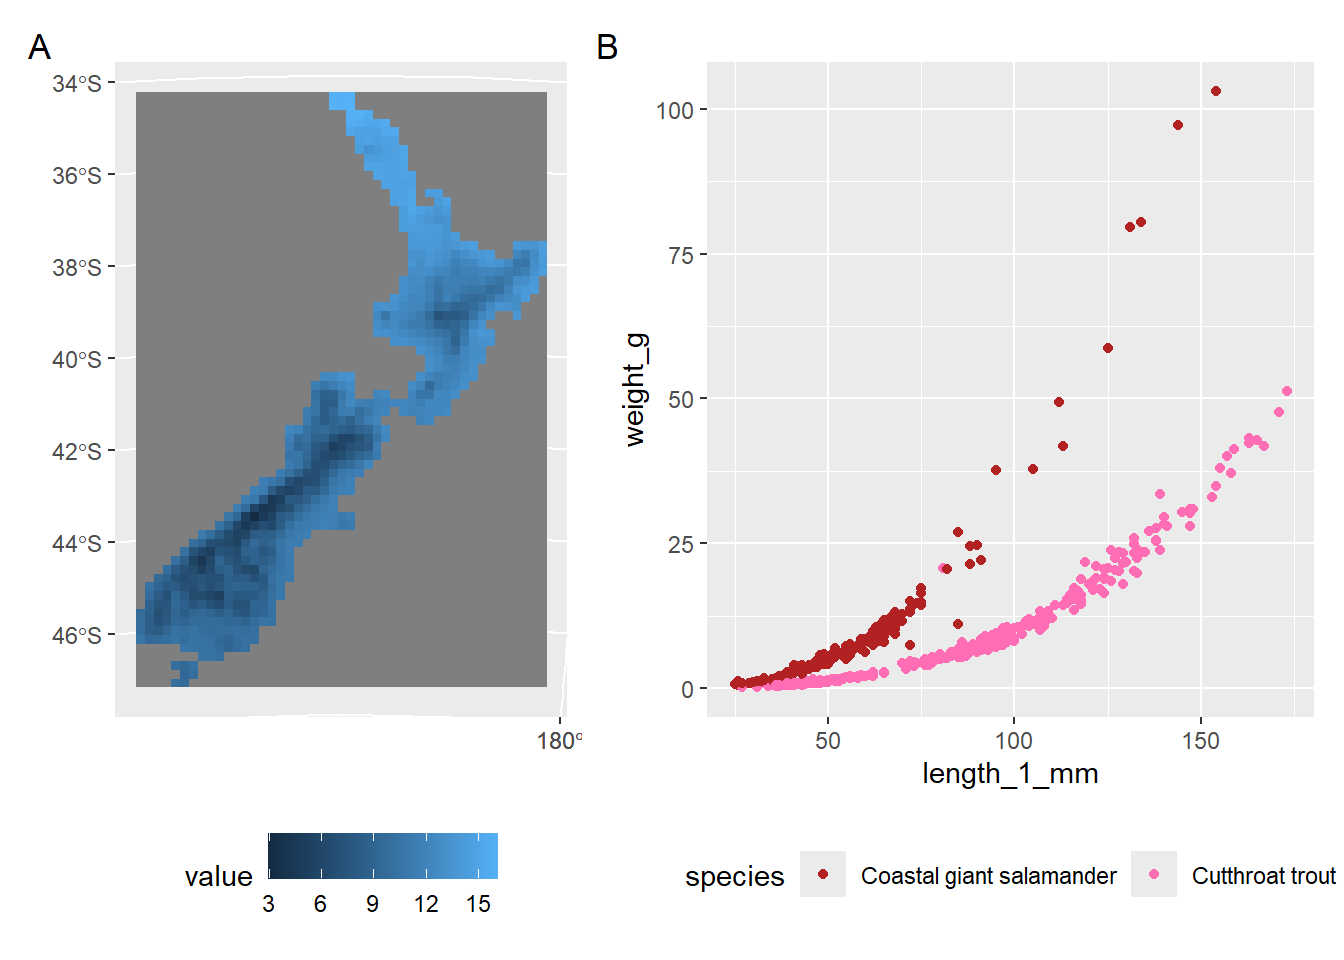 A
34°S
36°S
38°S
40°S
42°S
44°S
46°S
180°
value
3 6 9 12 15
B
100
75
50
25
0
weight_g
50 100 150
length_1_mm
species Coastal giant salamander Cutthroat trout